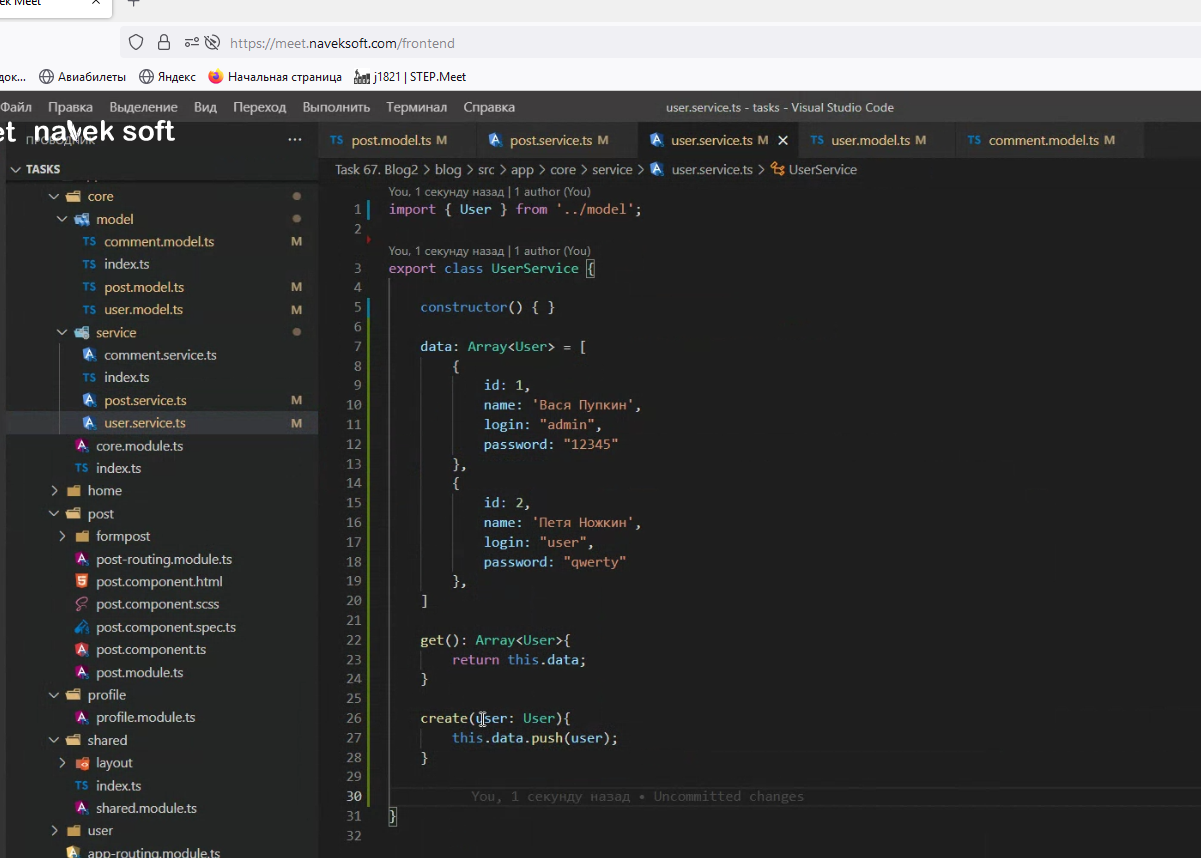 ek Meet
https://meet.naveksoft.com/frontend
док... Авиабилеты Яндекс Начальная страница j1821 | STEP.Meet
Файл Правка Выделение Вид Переход Выполнить Терминал Справка user.service.ts - tasks - Visual Studio Code
et navek soft
ПРОВОДНИК ...
TS post.model.ts M post.service.ts M user.service.ts M TS user.model.ts M TS comment.model.ts M
TASKS
Task 67. Blog2 > blog > src > app > core > service > user.service.ts > UserService
core
model
TS comment.model.ts M
TS index.ts
TS post.model.ts M
TS user.model.ts M
service
comment.service.ts
TS index.ts
post.service.ts M
user.service.ts M
core.module.ts
TS index.ts
home
post
formpost
post-routing.module.ts
post.component.html
post.component.scss
post.component.spec.ts
post.component.ts
post.module.ts
profile
profile.module.ts
shared
layout
TS index.ts
shared.module.ts
user
app-routing.module.ts
You, 1 секунду назад | 1 author (You)
1 import { User } from '../model';
2
You, 1 секунду назад | 1 author (You)
3 export class UserService {
4
5 constructor() { }
6
7 data: Array<User> = [
8 {
9 id: 1,
10 name: 'Вася Пупкин',
11 login: "admin",
12 password: "12345"
13 },
14 {
15 id: 2,
16 name: 'Петя Ножкин',
17 login: "user",
18 password: "qwerty"
19 },
20 ]
21
22 get(): Array<User>{
23 return this.data;
24 }
25
26 create(user: User){
27 this.data.push(user);
28 }
29
30 You, 1 секунду назад • Uncommitted changes
31 }
32